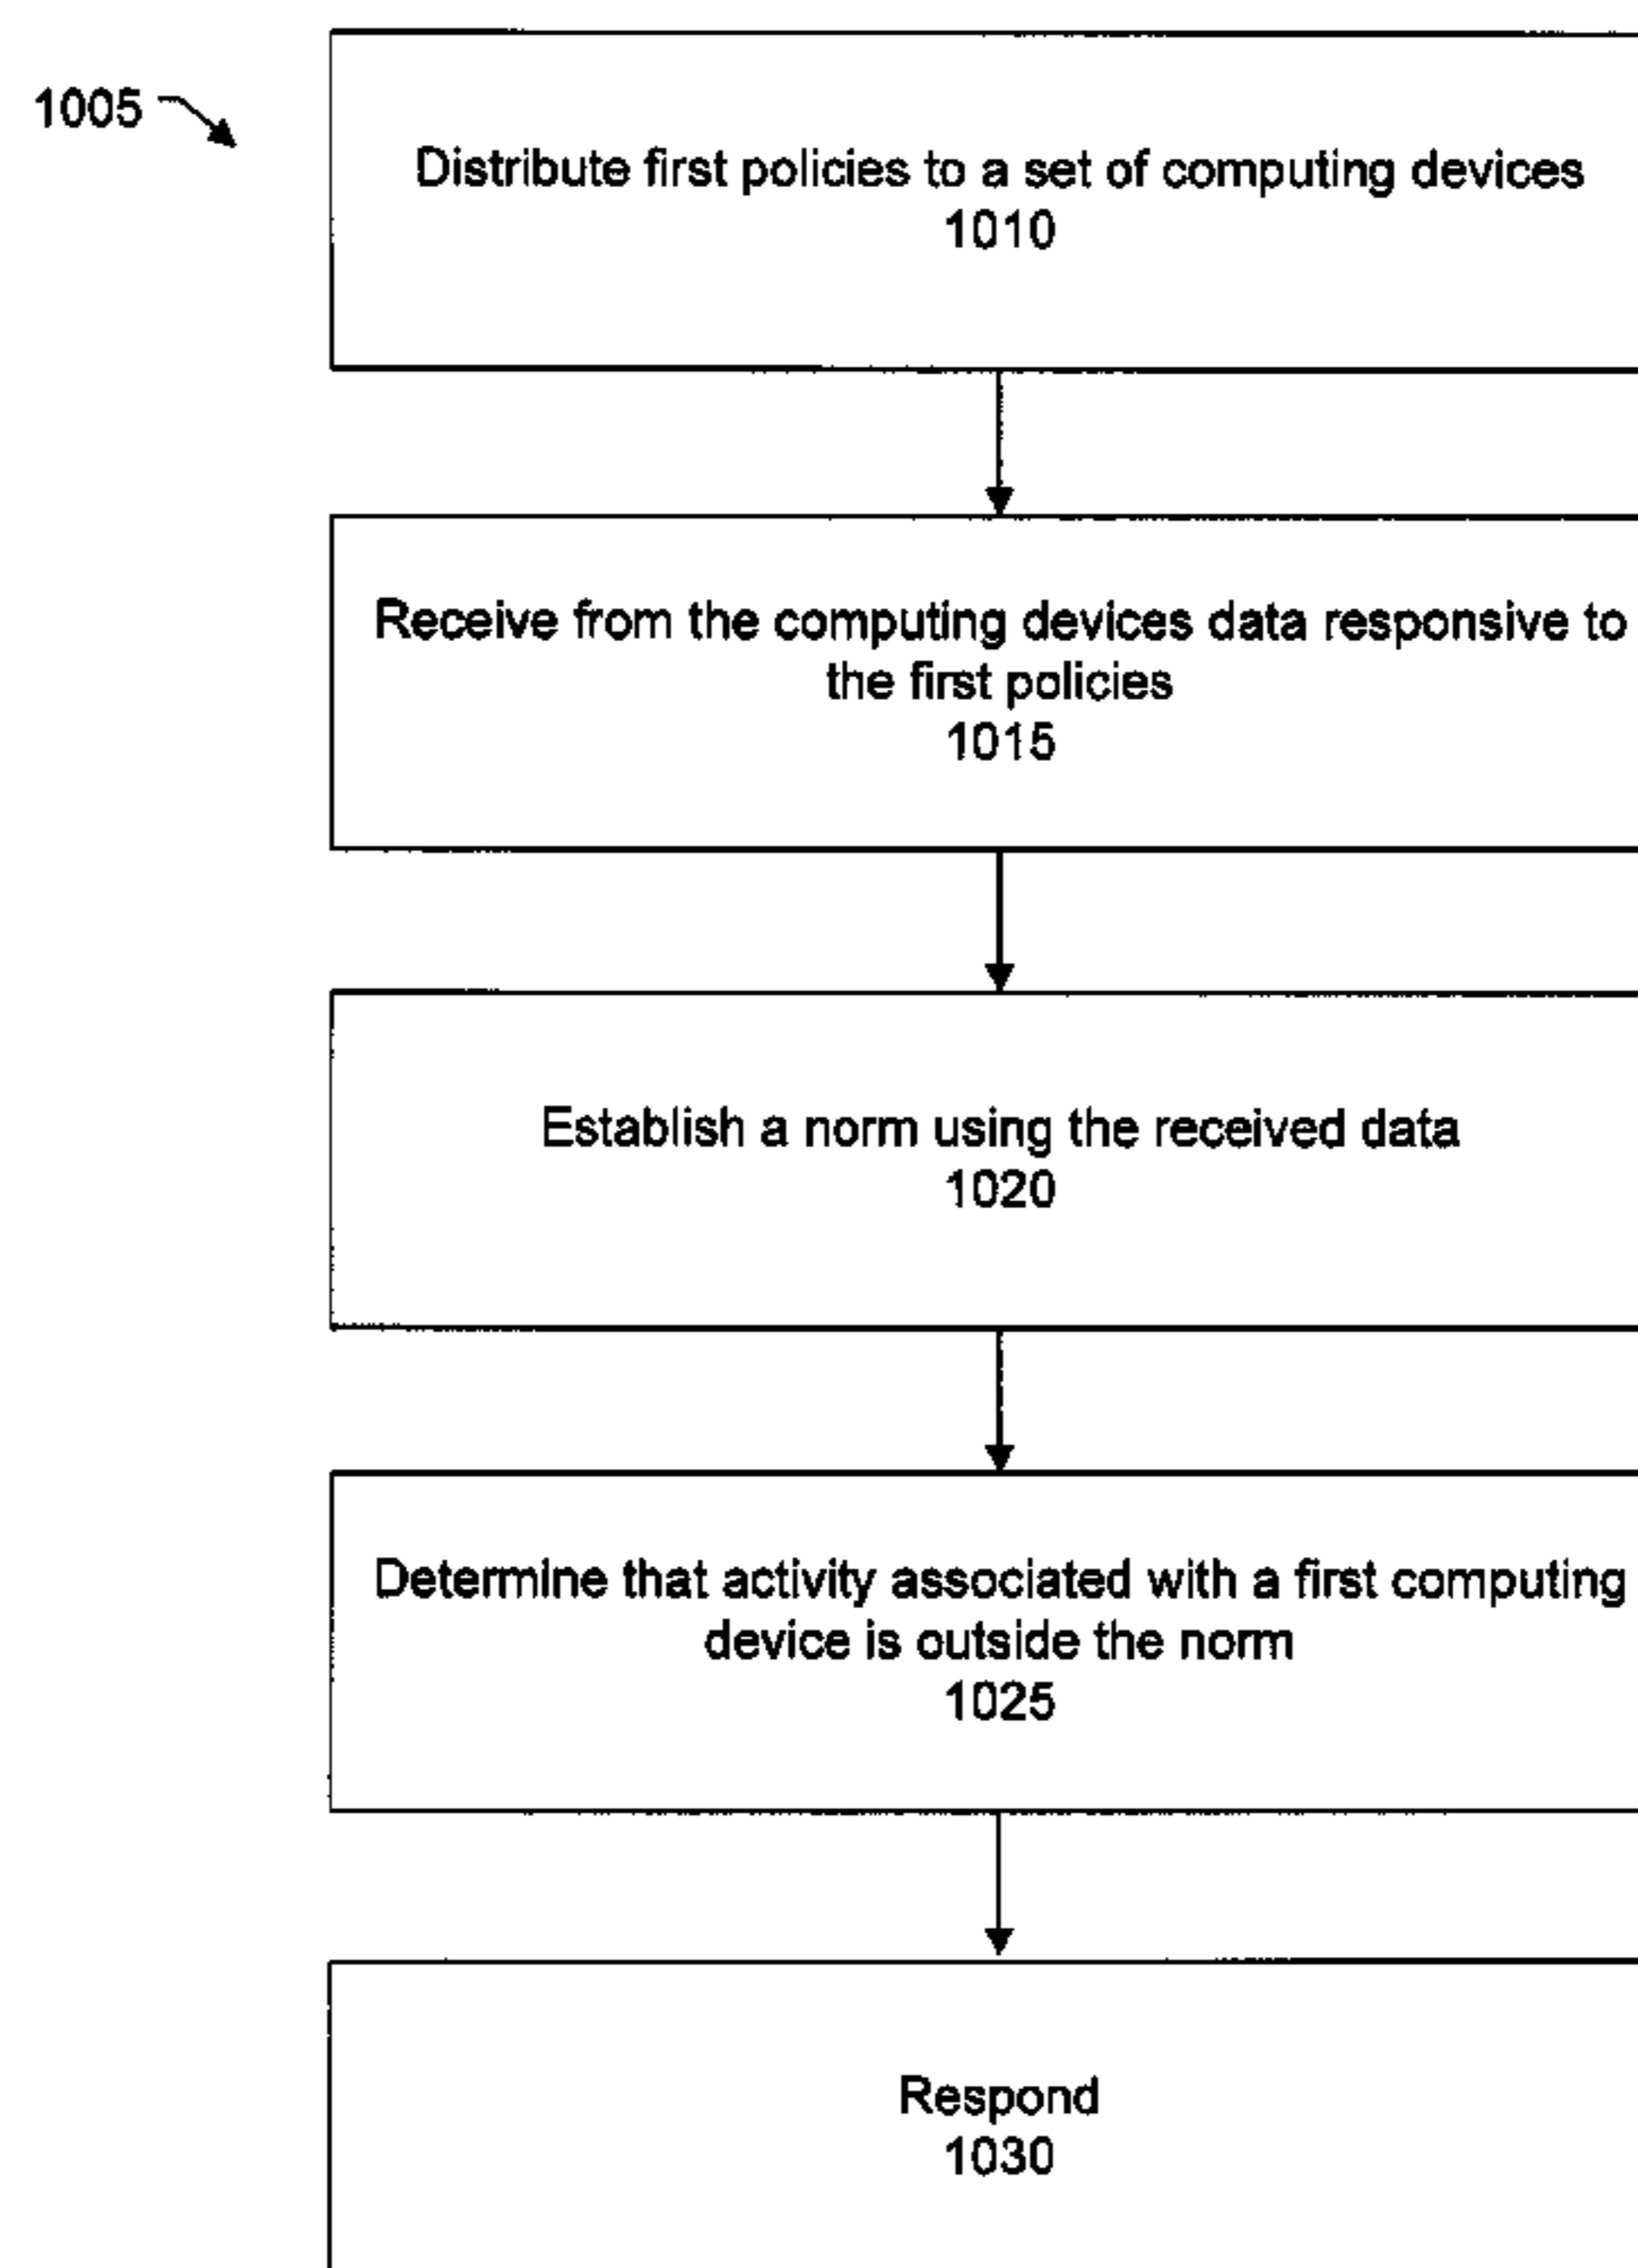 1005
Distribute first policies to a set of computing devices
1010
Receive from the computing devices data responsive to
the first policies
1015
Establish a norm using the received data
1020
Determine that activity associated with a first computing
device is outside the norm
1025
Respond
1030